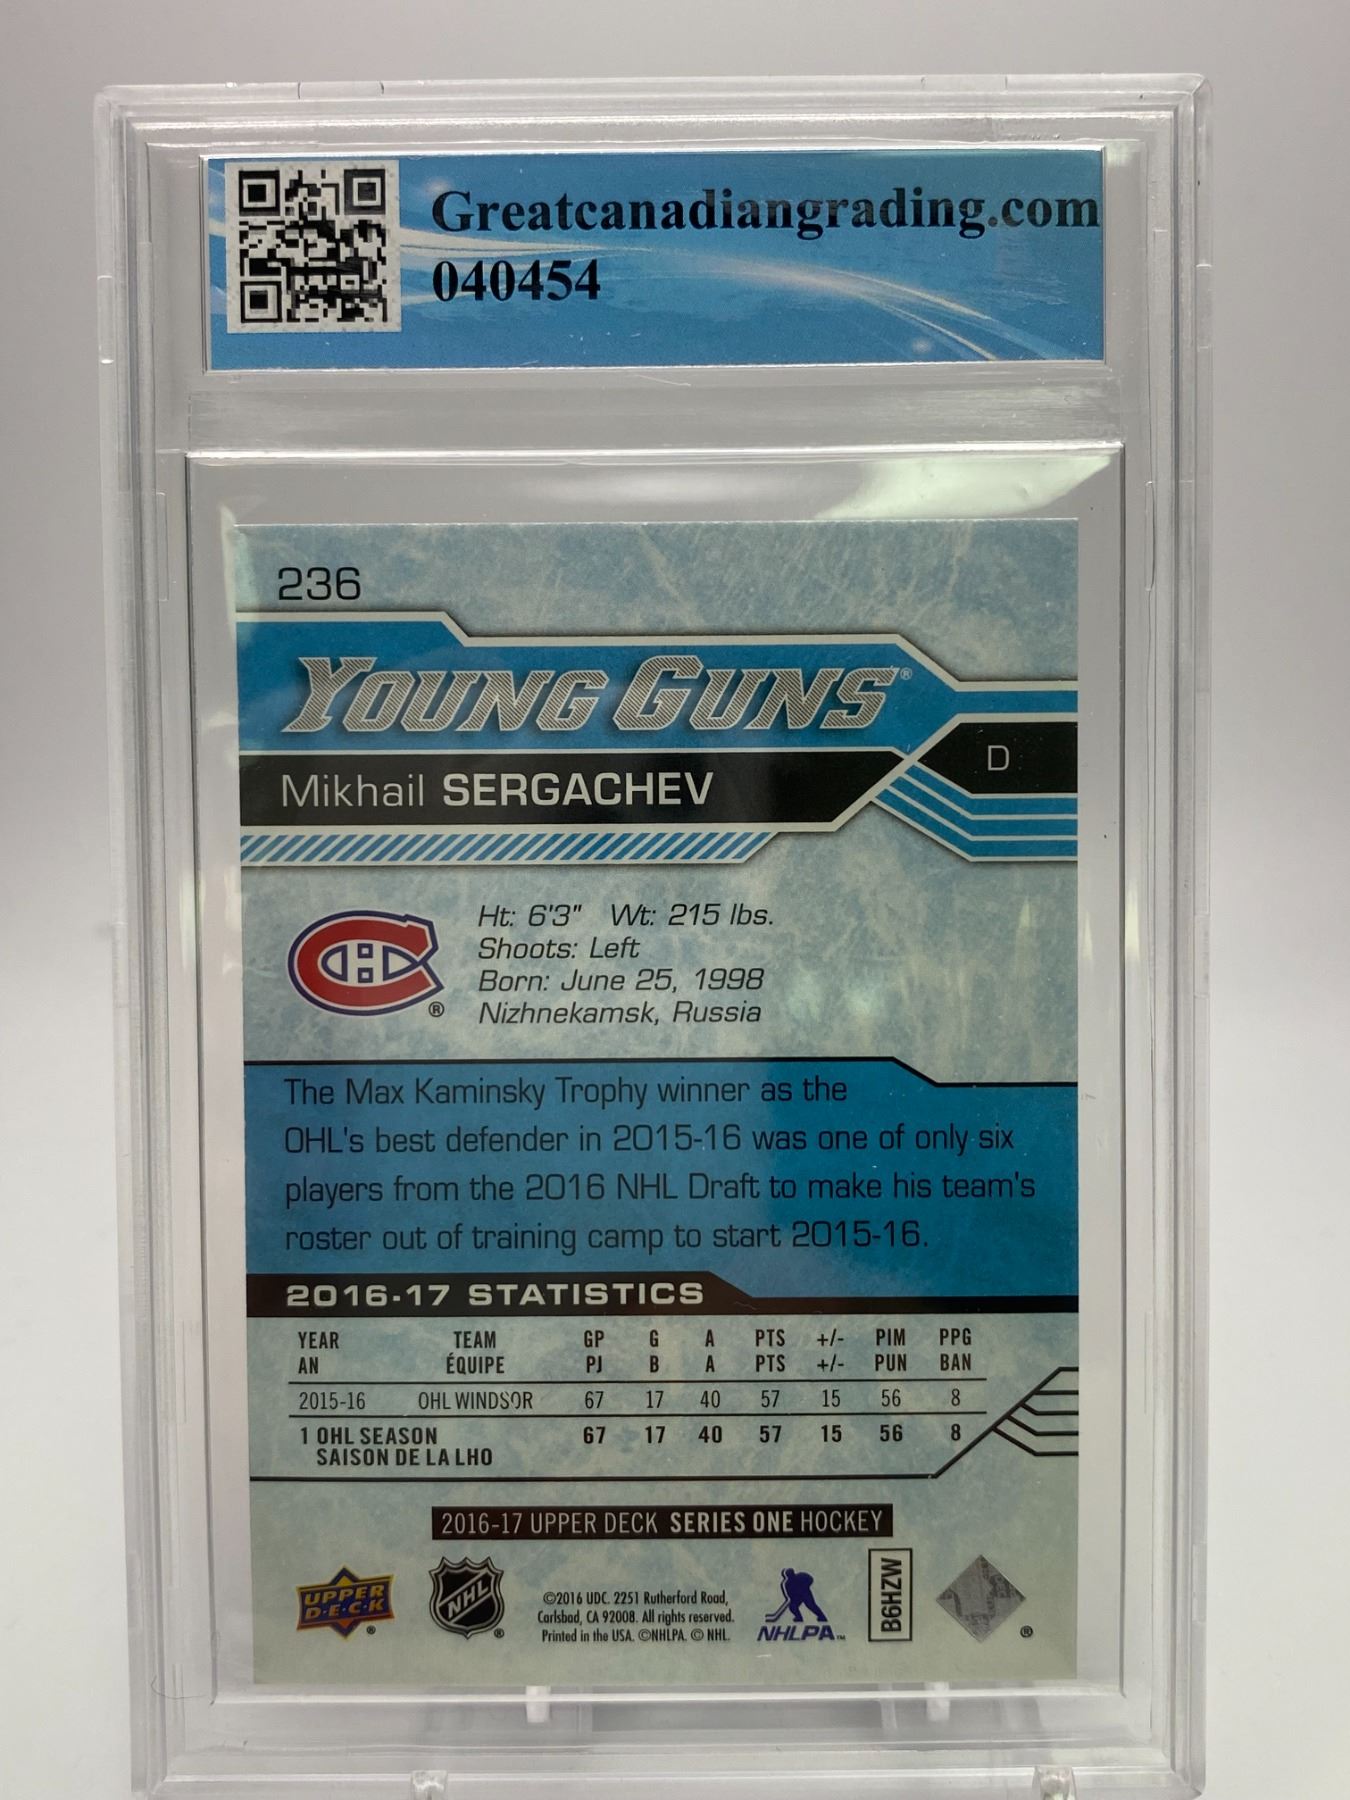 Greatcanadiangrading.com
040454
236
YOUNG GUNS®
D
Mikhail SERGACHEV
Ht: 6'3" Wt: 215 lbs.
Shoots: Left
Born: June 25, 1998
Nizhnekamsk, Russia
®
The Max Kaminsky Trophy winner as the
OHL's best defender in 2015-16 was one of only six
players from the 2016 NHL Draft to make his team's
roster out of training camp to start 2015-16.
2016-17 STATISTICS
YEAR TEAM GP G A PTS +/- PIM PPG
AN ÉQUIPE PJ B A PTS +/- PUN BAN
2015-16 OHL WINDSOR 67 17 40 57 15 56 8
1 OHL SEASON 67 17 40 57 15 56 8
SAISON DE LA LHO
2016-17 UPPER DECK SERIES ONE HOCKEY
UPPER
D·E·C·K
®
NHL
®
©2016 UDC. 2251 Rutherford Road,
Carlsbad, CA 92008. All rights reserved.
Printed in the USA. ©NHLPA. © NHL.
NHLPA™
B6HZW
®